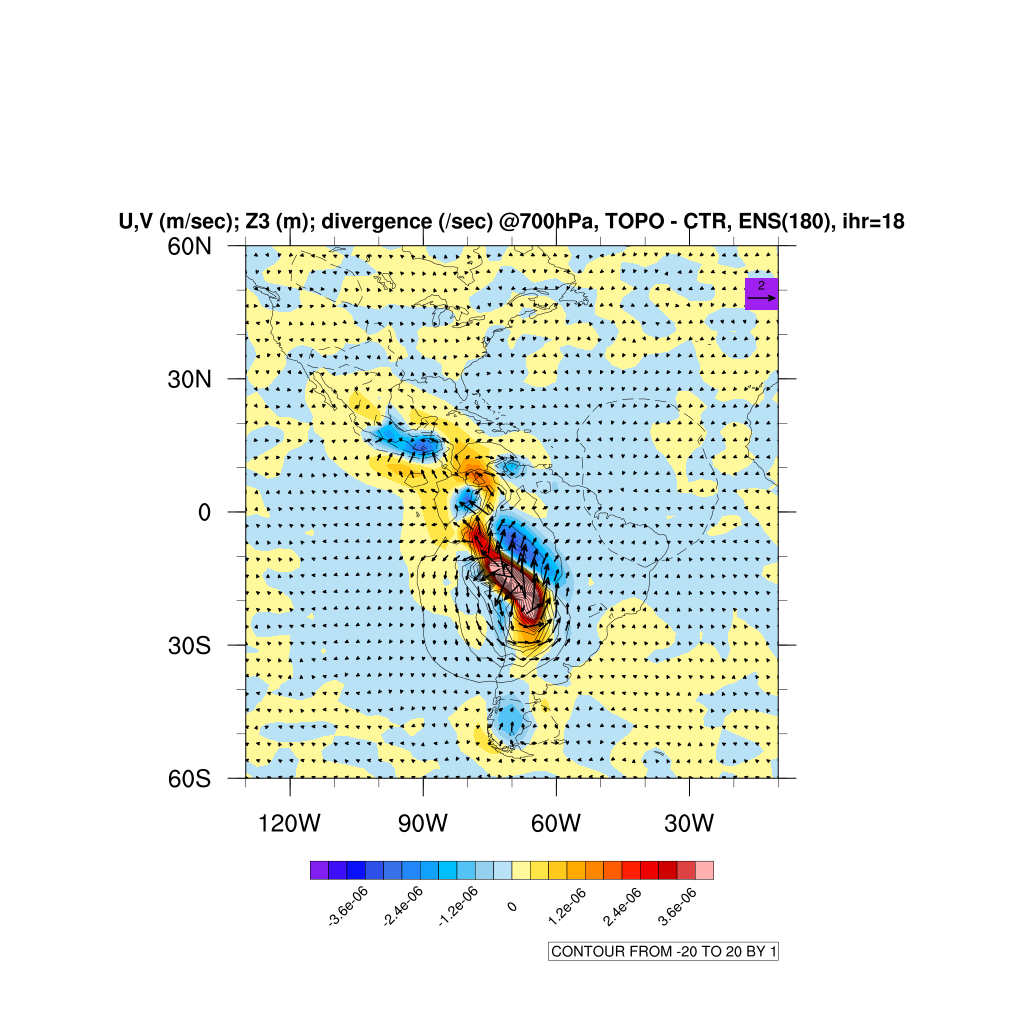 U,V (m/sec); Z3 (m); divergence (/sec) @700hPa, TOPO - CTR, ENS(180), ihr=18
60N
2
30N
0
30S
60S
120W 90W 60W 30W
-3.6e-06 -2.4e-06 -1.2e-06 0 1.2e-06 2.4e-06 3.6e-06
CONTOUR FROM -20 TO 20 BY 1